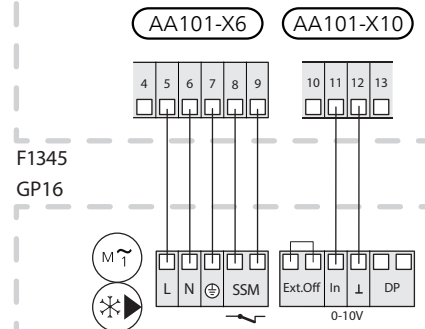 AA101-X6 AA101-X10
4 5 6 7 8 9 10 11 12 13
F1345
GP16
M 1
L N SSM Ext.Off In ⊥ DP
0-10V